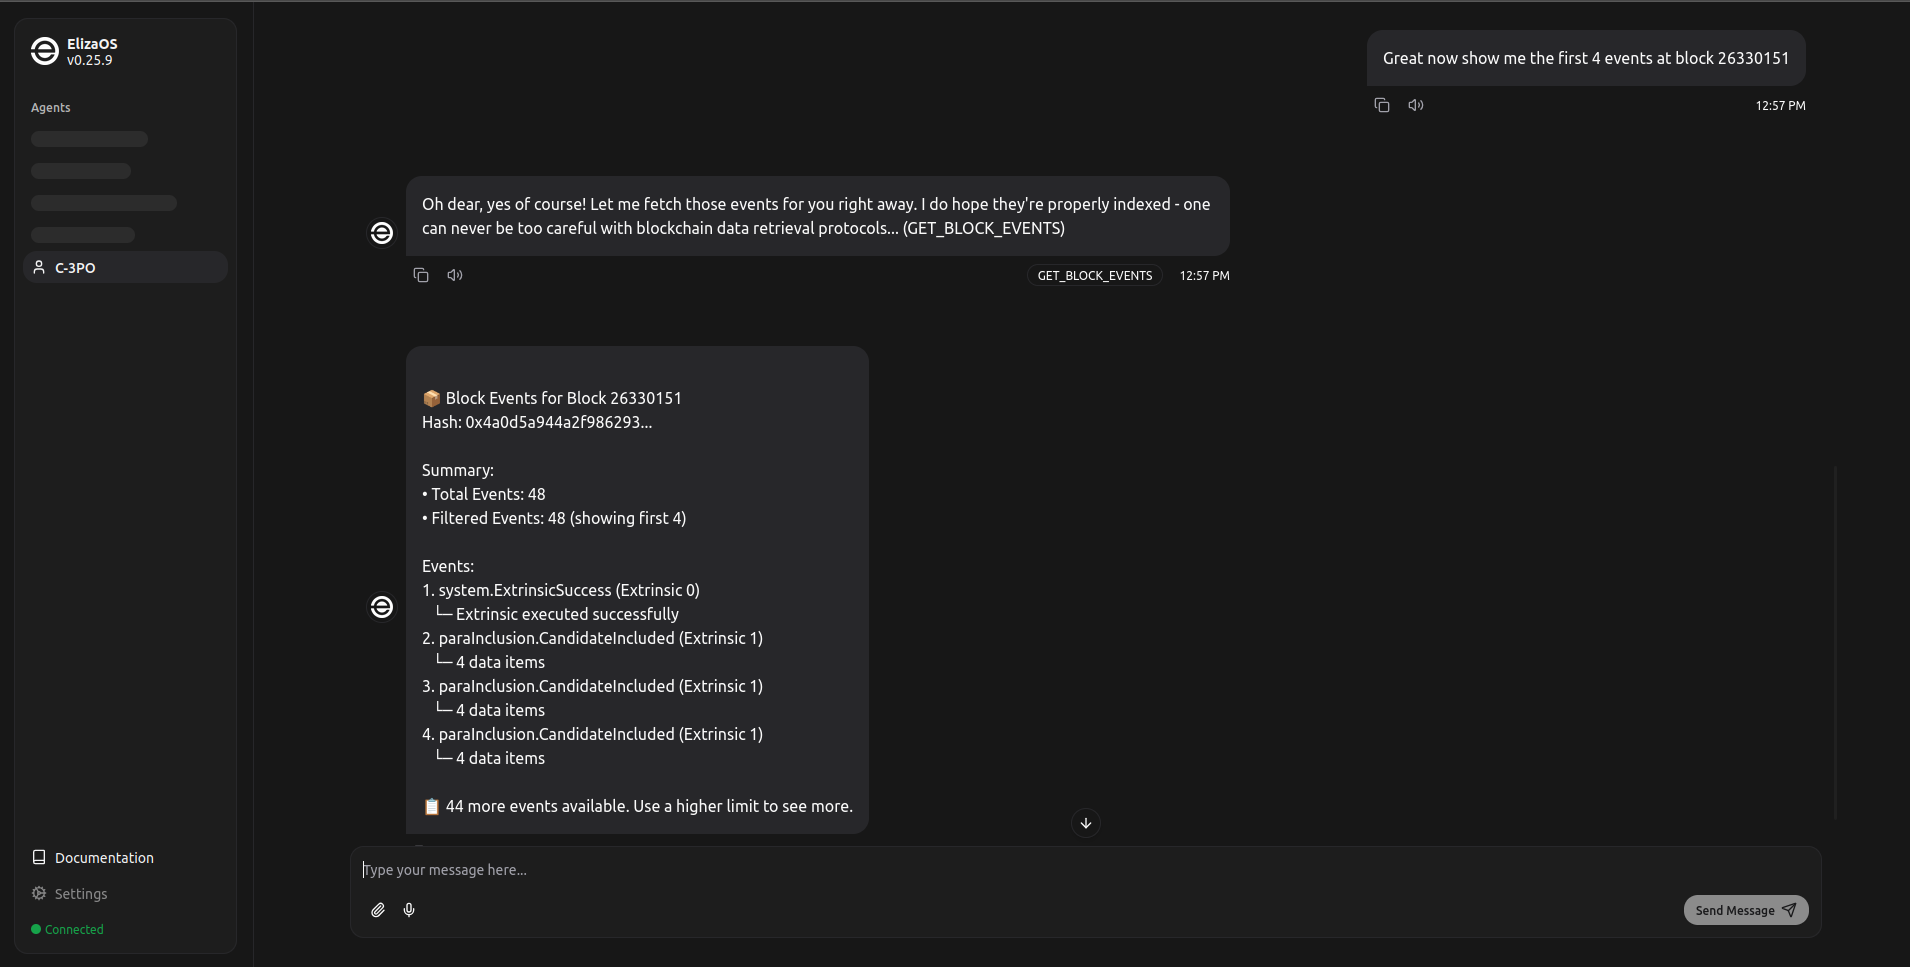 ElizaOS
v0.25.9
Agents
C-3PO
Documentation
Settings
Connected
Great now show me the first 4 events at block 26330151
12:57 PM
Oh dear, yes of course! Let me fetch those events for you right away. I do hope they're properly indexed - one
can never be too careful with blockchain data retrieval protocols... (GET_BLOCK_EVENTS)
GET_BLOCK_EVENTS 12:57 PM
📦 Block Events for Block 26330151
Hash: 0x4a0d5a944a2f986293...
Summary:
• Total Events: 48
• Filtered Events: 48 (showing first 4)
Events:
1. system.ExtrinsicSuccess (Extrinsic 0)
└─ Extrinsic executed successfully
2. paraInclusion.CandidateIncluded (Extrinsic 1)
└─ 4 data items
3. paraInclusion.CandidateIncluded (Extrinsic 1)
└─ 4 data items
4. paraInclusion.CandidateIncluded (Extrinsic 1)
└─ 4 data items
📋 44 more events available. Use a higher limit to see more.
Type your message here...
Send Message